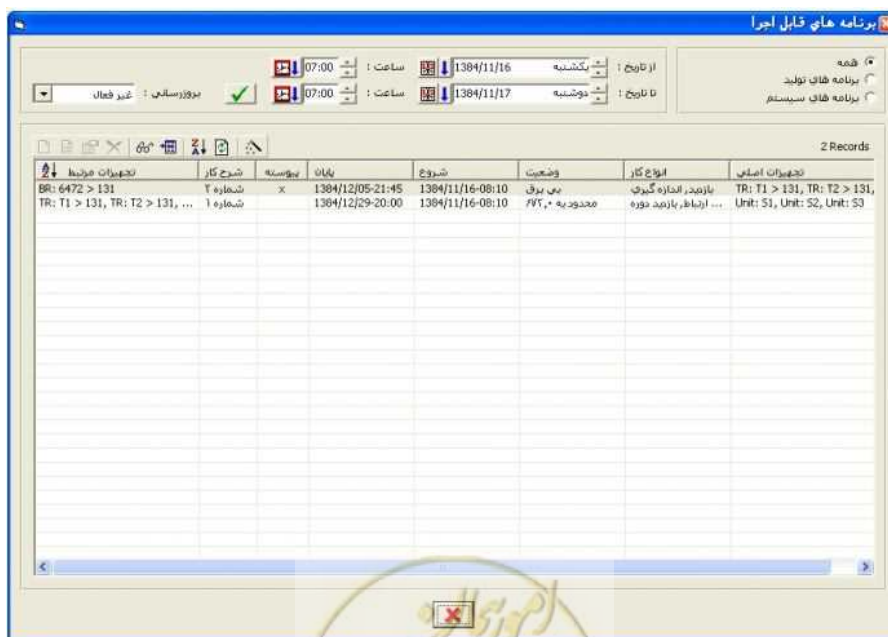 برنامه هاي قابل اجرا
همه
برنامه هاي توليد
برنامه هاي سيستم
از تاريخ : يكشنبه 1384/11/16 ساعت : 07:00
تا تاريخ : دوشنبه 1384/11/17 ساعت : 07:00
بروزرساني : غير فعال
2 Records
تجهيزات اصلي انواع كار وضعيت شروع پايان پيوسته شرح كار تجهيزات مرتبط
TR: T1 > 131, TR: T2 > 131, بازديد, اندازه گيري بي برق 1384/11/16-08:10 1384/12/05-21:45 x شماره ۲ BR: 6472 > 131
Unit: S1, Unit: S2, Unit: S3 ... ارتباط, بازديد دوره محدود به 1384/11/16-08:10 1384/12/29-20:00 شماره ۱ TR: T1 > 131, TR: T2 > 131, ...